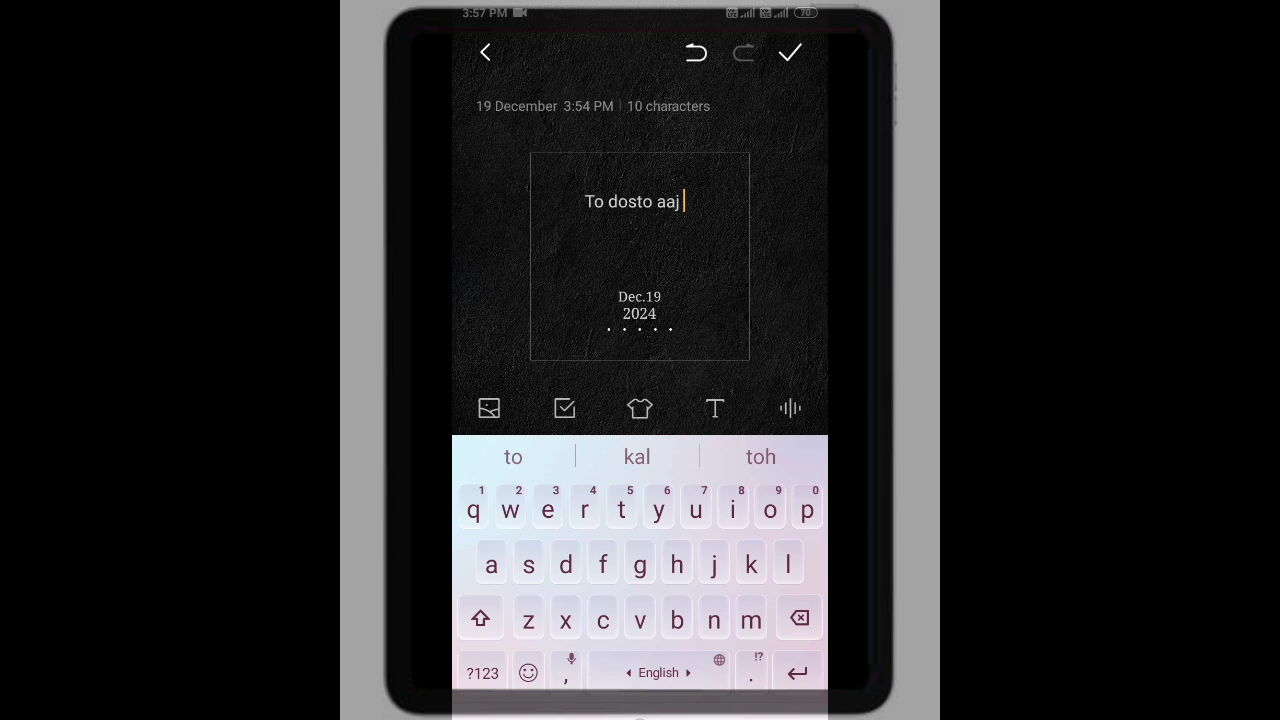 3:57 PM 70
19 December 3:54 PM | 10 characters
To dosto aaj
Dec.19
2024
to kal toh
1 2 3 4 5 6 7 8 9 0
q w e r t y u i o p
a s d f g h j k l
z x c v b n m
!?
?123 , English .